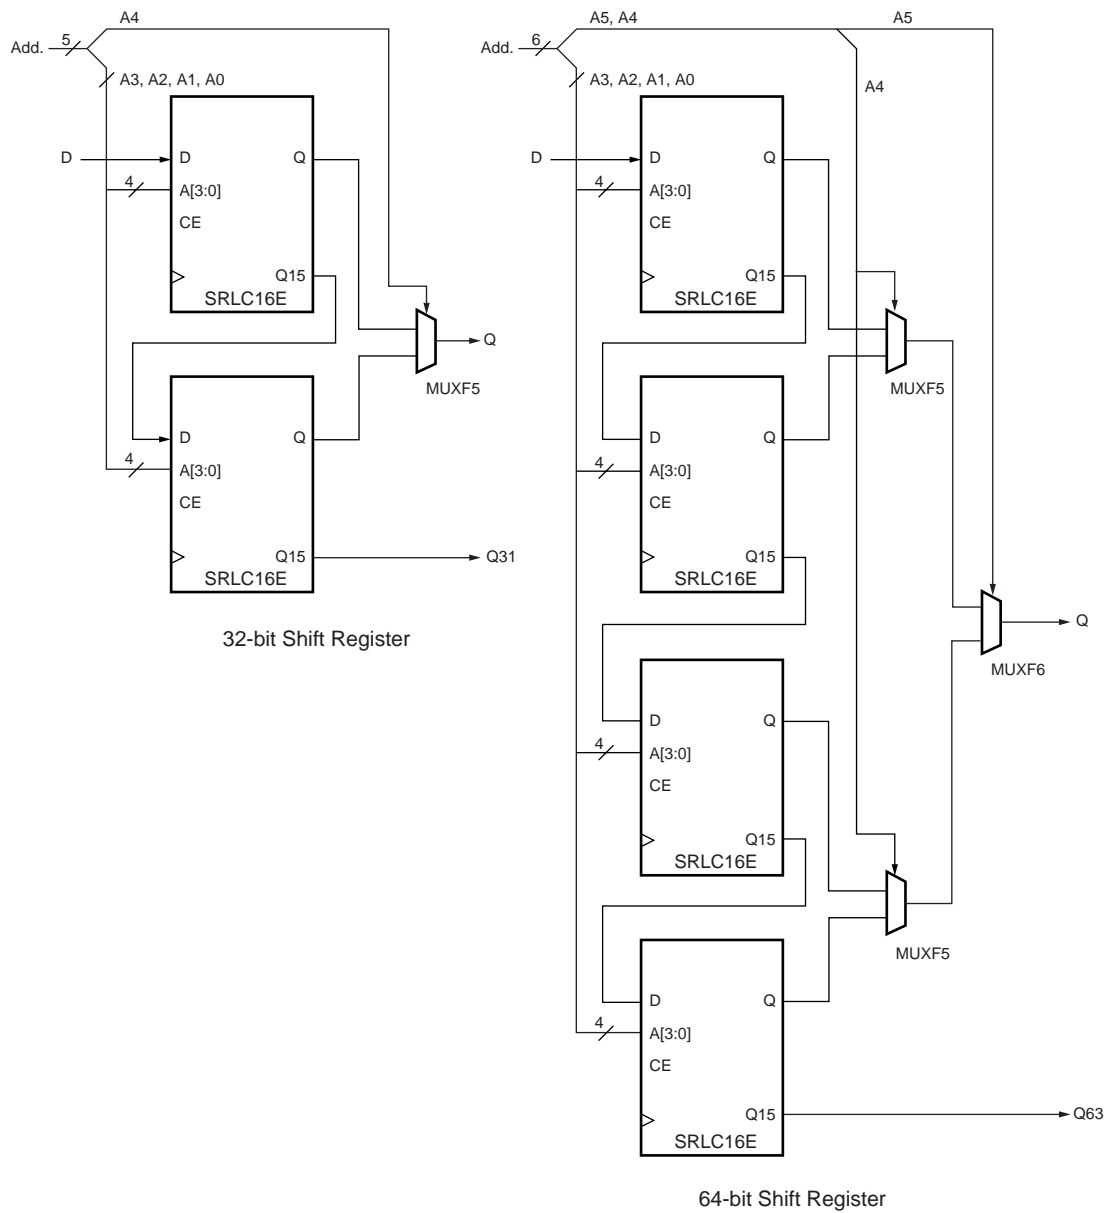 A4
Add.
5
A3, A2, A1, A0
D
D
Q
4
A[3:0]
CE
Q15
SRLC16E
Q
MUXF5
D
Q
4
A[3:0]
CE
Q15
Q31
SRLC16E
32-bit Shift Register
A5, A4
A5
Add.
6
A3, A2, A1, A0
A4
D
D
Q
4
A[3:0]
CE
Q15
SRLC16E
MUXF5
D
Q
4
A[3:0]
CE
Q15
SRLC16E
Q
MUXF6
D
Q
4
A[3:0]
CE
Q15
SRLC16E
MUXF5
D
Q
4
A[3:0]
CE
Q15
Q63
SRLC16E
64-bit Shift Register